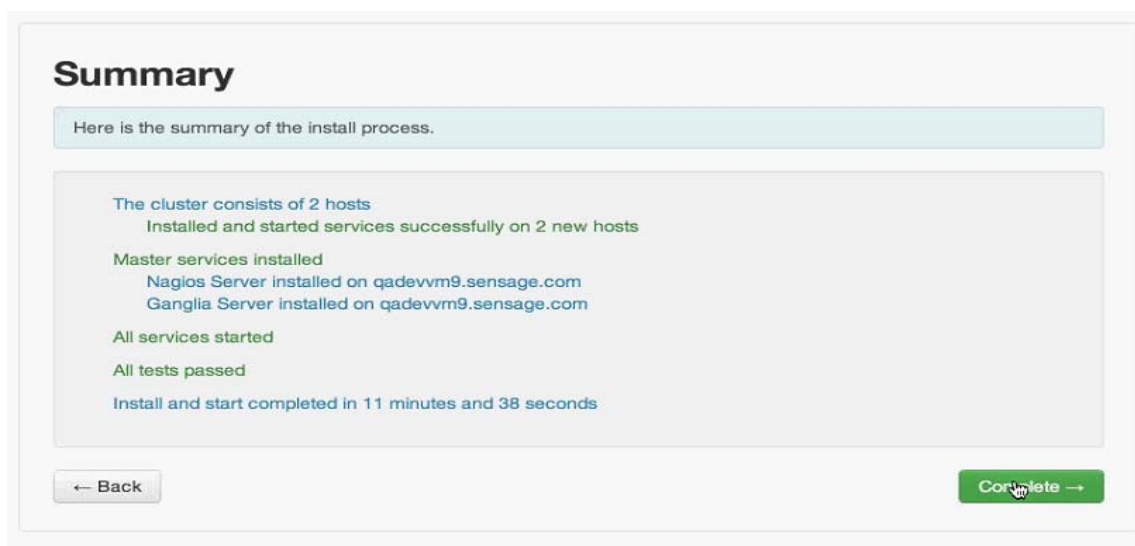 Summary
Here is the summary of the install process.
The cluster consists of 2 hosts
Installed and started services successfully on 2 new hosts
Master services installed
Nagios Server installed on qadevvm9.sensage.com
Ganglia Server installed on qadevvm9.sensage.com
All services started
All tests passed
Install and start completed in 11 minutes and 38 seconds
← Back
Complete →